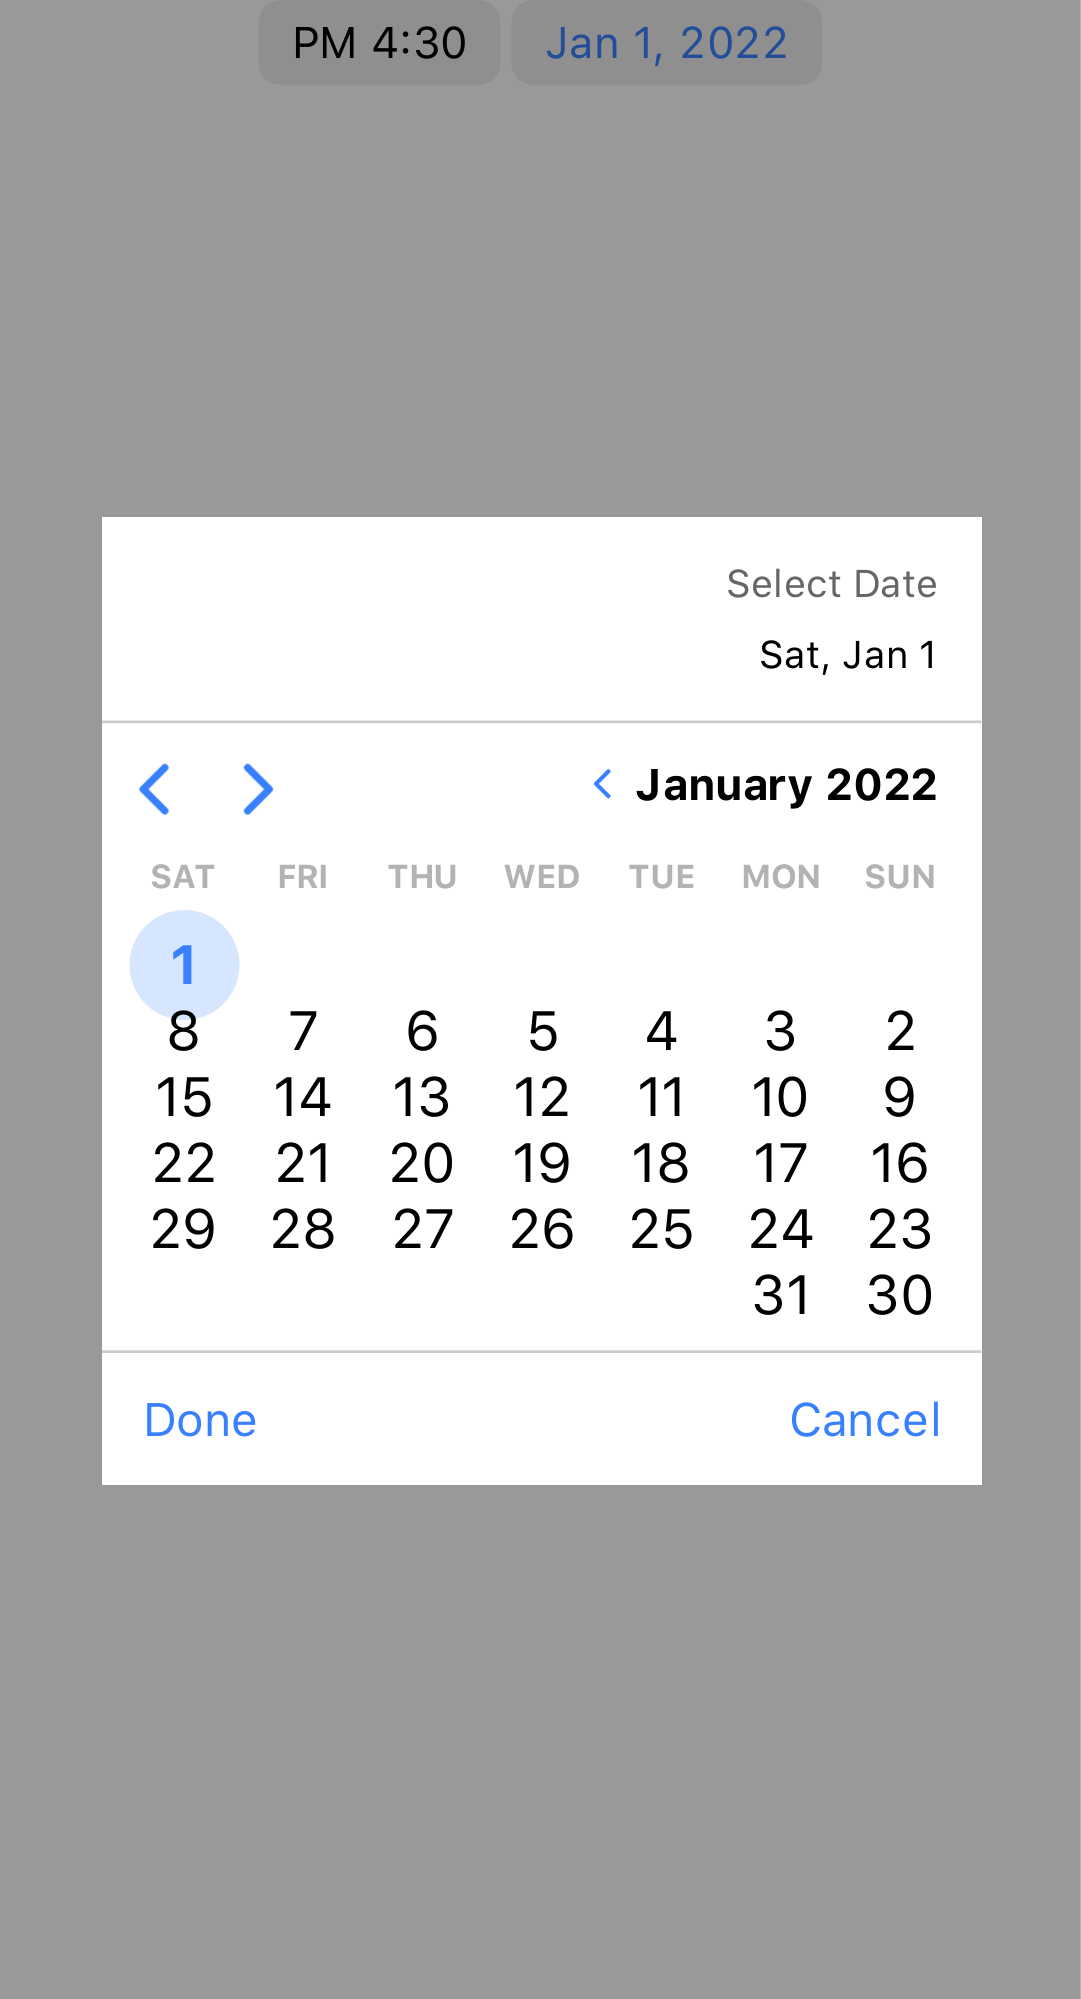 PM 4:30 Jan 1, 2022
Select Date
Sat, Jan 1
January 2022
SAT FRI THU WED TUE MON SUN
1
8 7 6 5 4 3 2
15 14 13 12 11 10 9
22 21 20 19 18 17 16
29 28 27 26 25 24 23
31 30
Done Cancel